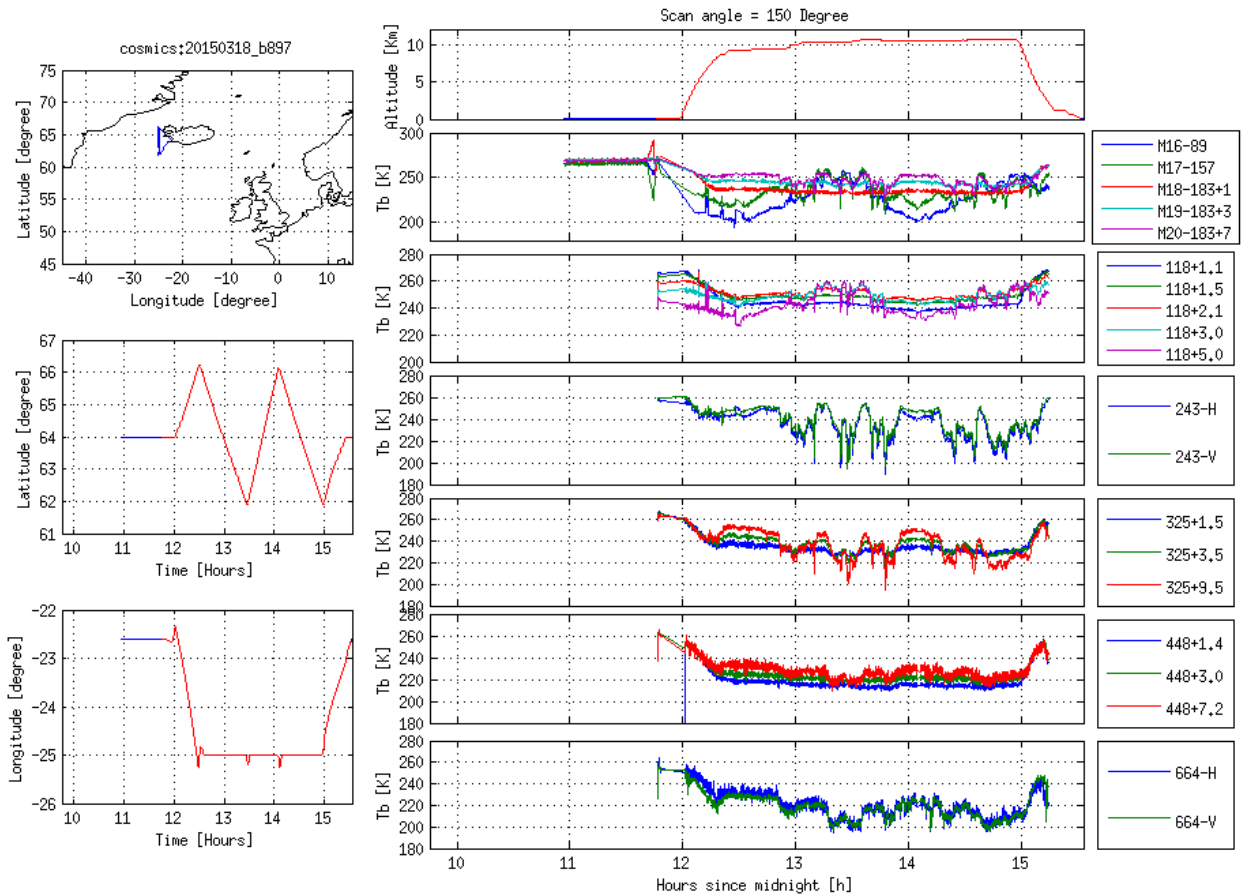 cosmics:20150318_b897
75
70
65
60
55
50
45
Latitude [degree]
-40 -30 -20 -10 0 10
Longitude [degree]
67
66
65
64
63
62
61
Latitude [degree]
10 11 12 13 14 15
Time [Hours]
-22
-23
-24
-25
-26
Longitude [degree]
10 11 12 13 14 15
Time [Hours]
Scan angle = 150 Degree
10
5
0
Altitude [Km]
300
250
200
Tb [K]
M16-89
M17-157
M18-183+1
M19-183+3
M20-183+7
280
260
240
220
200
Tb [K]
118+1.1
118+1.5
118+2.1
118+3.0
118+5.0
280
260
240
220
200
180
Tb [K]
243-H
243-V
280
260
240
220
200
180
Tb [K]
325+1.5
325+3.5
325+9.5
280
260
240
220
200
180
Tb [K]
448+1.4
448+3.0
448+7.2
280
260
240
220
200
180
Tb [K]
664-H
664-V
10 11 12 13 14 15
Hours since midnight [h]